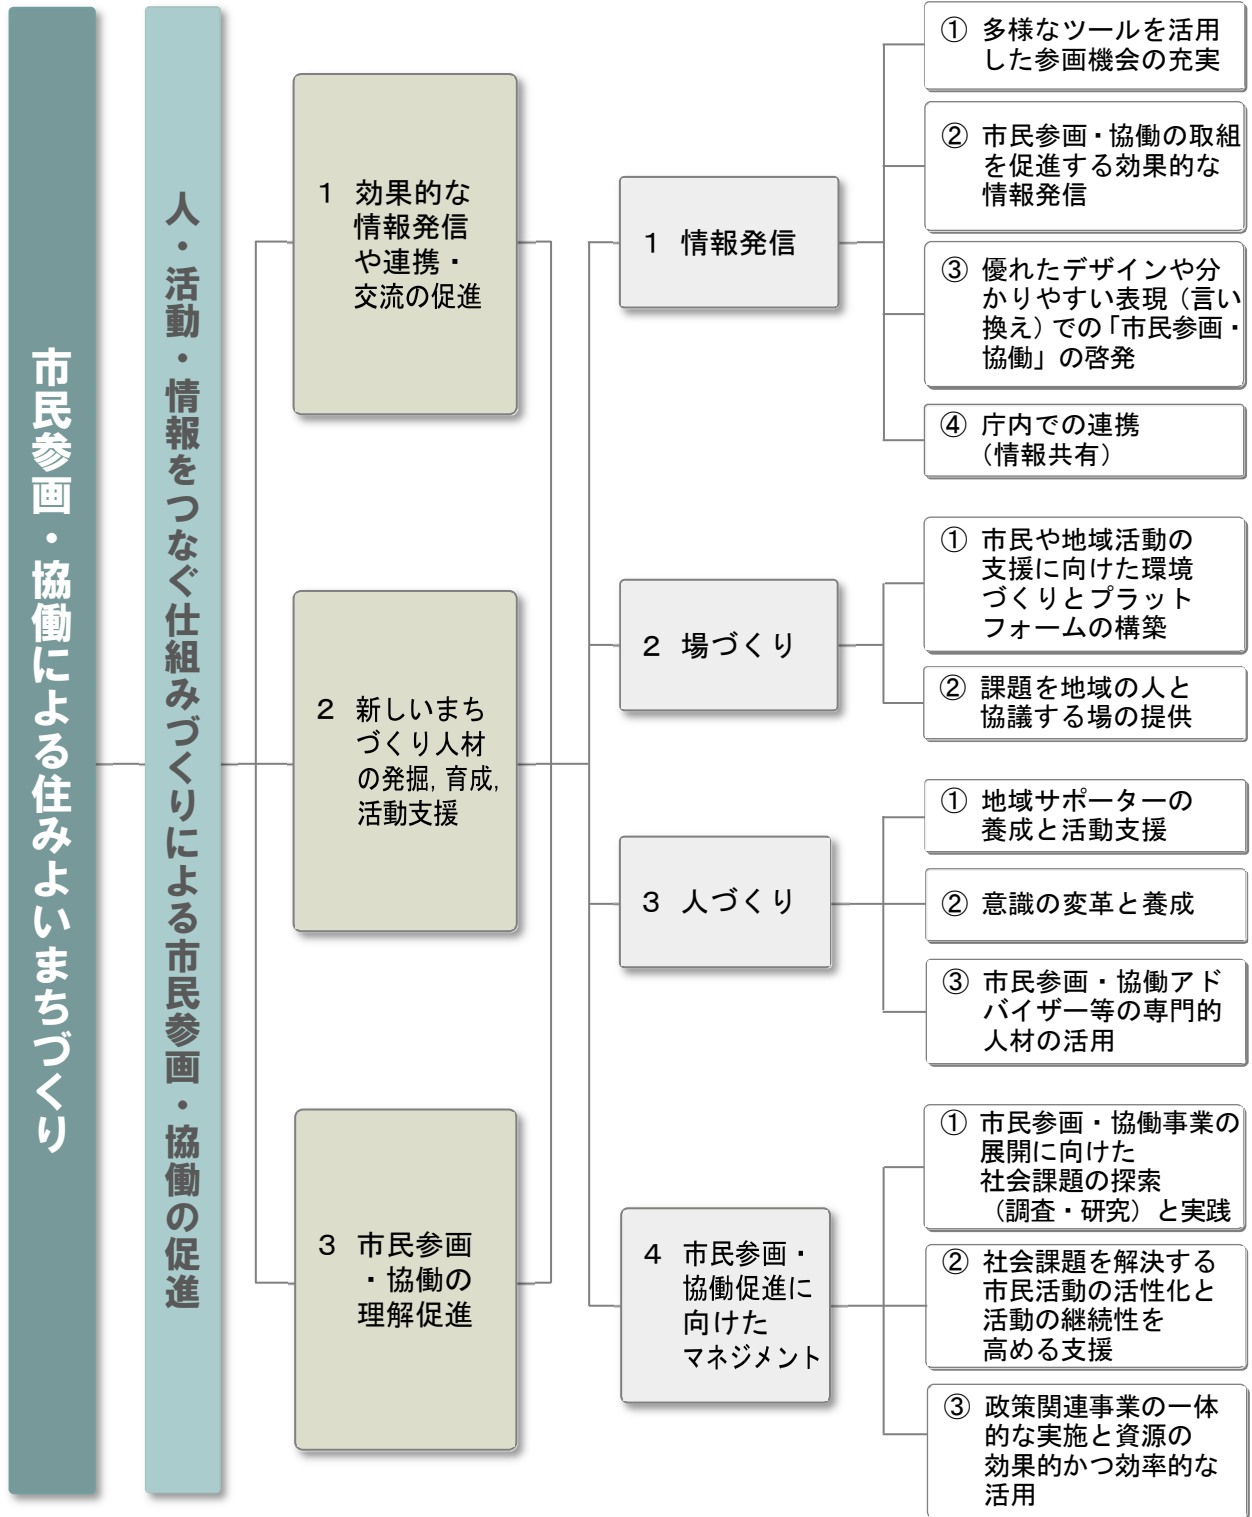 市民参画・協働による住みよいまちづくり
人・活動・情報をつなぐ仕組みづくりによる市民参画・協働の促進
1 効果的な
情報発信
や連携・
交流の促進
2 新しいまち
づくり人材
の発掘,育成,
活動支援
3 市民参画
・協働の
理解促進
1 情報発信
① 多様なツールを活用
した参画機会の充実
② 市民参画・協働の取組
を促進する効果的な
情報発信
③ 優れたデザインや分
かりやすい表現(言い
換え)での「市民参画・
協働」の啓発
④ 庁内での連携
(情報共有)
2 場づくり
① 市民や地域活動の
支援に向けた環境
づくりとプラット
フォームの構築
② 課題を地域の人と
協議する場の提供
3 人づくり
① 地域サポーターの
養成と活動支援
② 意識の変革と養成
③ 市民参画・協働アド
バイザー等の専門的
人材の活用
4 市民参画・
協働促進に
向けた
マネジメント
① 市民参画・協働事業の
展開に向けた
社会課題の探索
(調査・研究)と実践
② 社会課題を解決する
市民活動の活性化と
活動の継続性を
高める支援
③ 政策関連事業の一体
的な実施と資源の
効果的かつ効率的な
活用